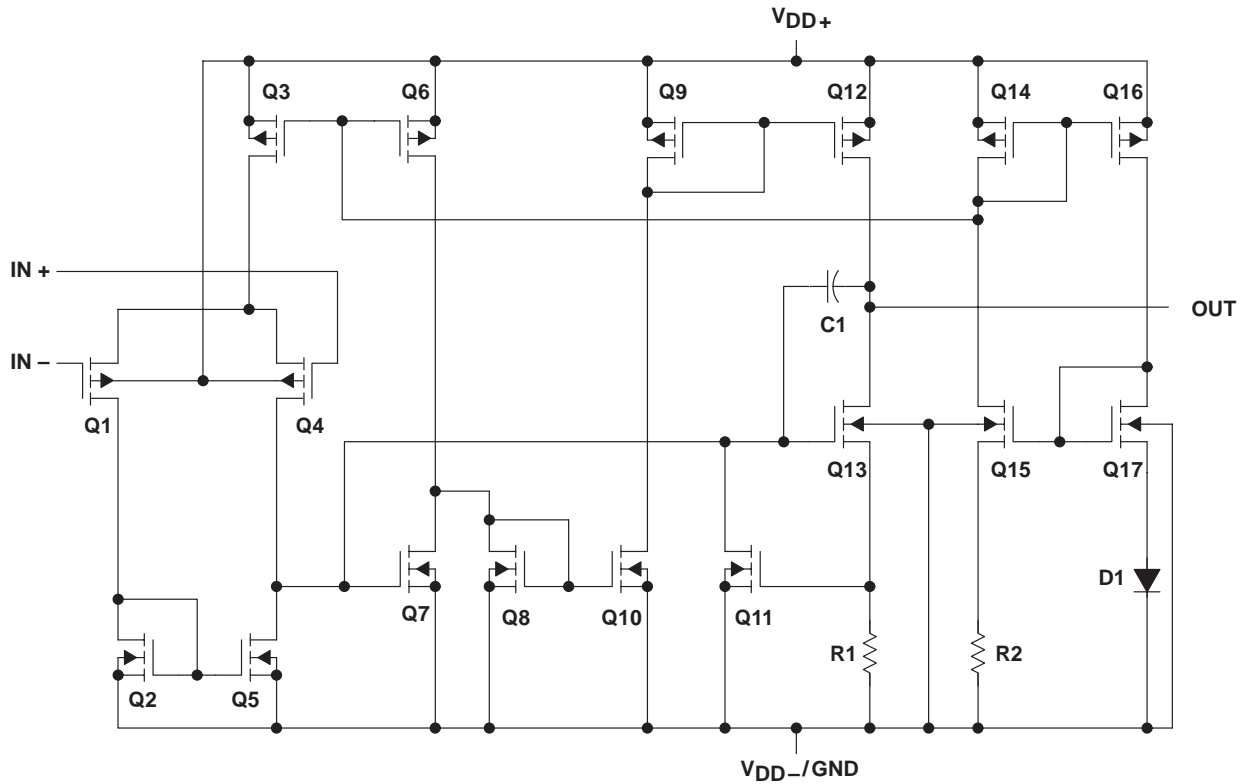 VDD+
Q3
Q6
Q9
Q12
Q14
Q16
IN +
C1
OUT
IN −
Q1
Q4
Q13
Q15
Q17
D1
Q7
Q8
Q10
Q11
R1
R2
Q2
Q5
VDD−/GND